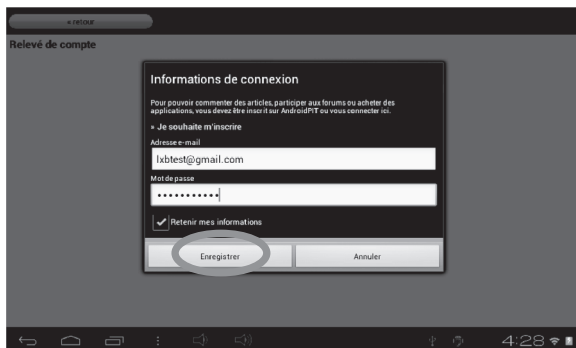 « retour
Relevé de compte
Informations de connexion
Pour pouvoir commenter des articles, participer aux forums ou acheter des
applications, vous devez être inscrit sur AndroidPIT ou vous connecter ici.
» Je souhaite m'inscrire
Adresse e-mail
lxbtest@gmail.com
Mot de passe
•••••••••••
Retenir mes informations
Enregistrer
Annuler
4:28